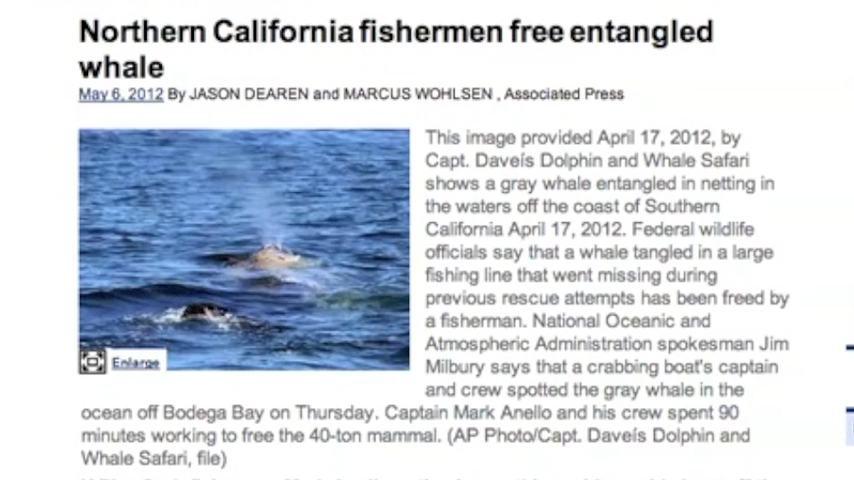 Northern California fishermen free entangled
whale
May 6, 2012 By JASON DEAREN and MARCUS WOHLSEN , Associated Press
This image provided April 17, 2012, by
Capt. Daveís Dolphin and Whale Safari
shows a gray whale entangled in netting in
the waters off the coast of Southern
California April 17, 2012. Federal wildlife
officials say that a whale tangled in a large
fishing line that went missing during
previous rescue attempts has been freed by
a fisherman. National Oceanic and
Atmospheric Administration spokesman Jim
Milbury says that a crabbing boat's captain
and crew spotted the gray whale in the
Enlarge
ocean off Bodega Bay on Thursday. Captain Mark Anello and his crew spent 90
minutes working to free the 40-ton mammal. (AP Photo/Capt. Daveís Dolphin and
Whale Safari, file)